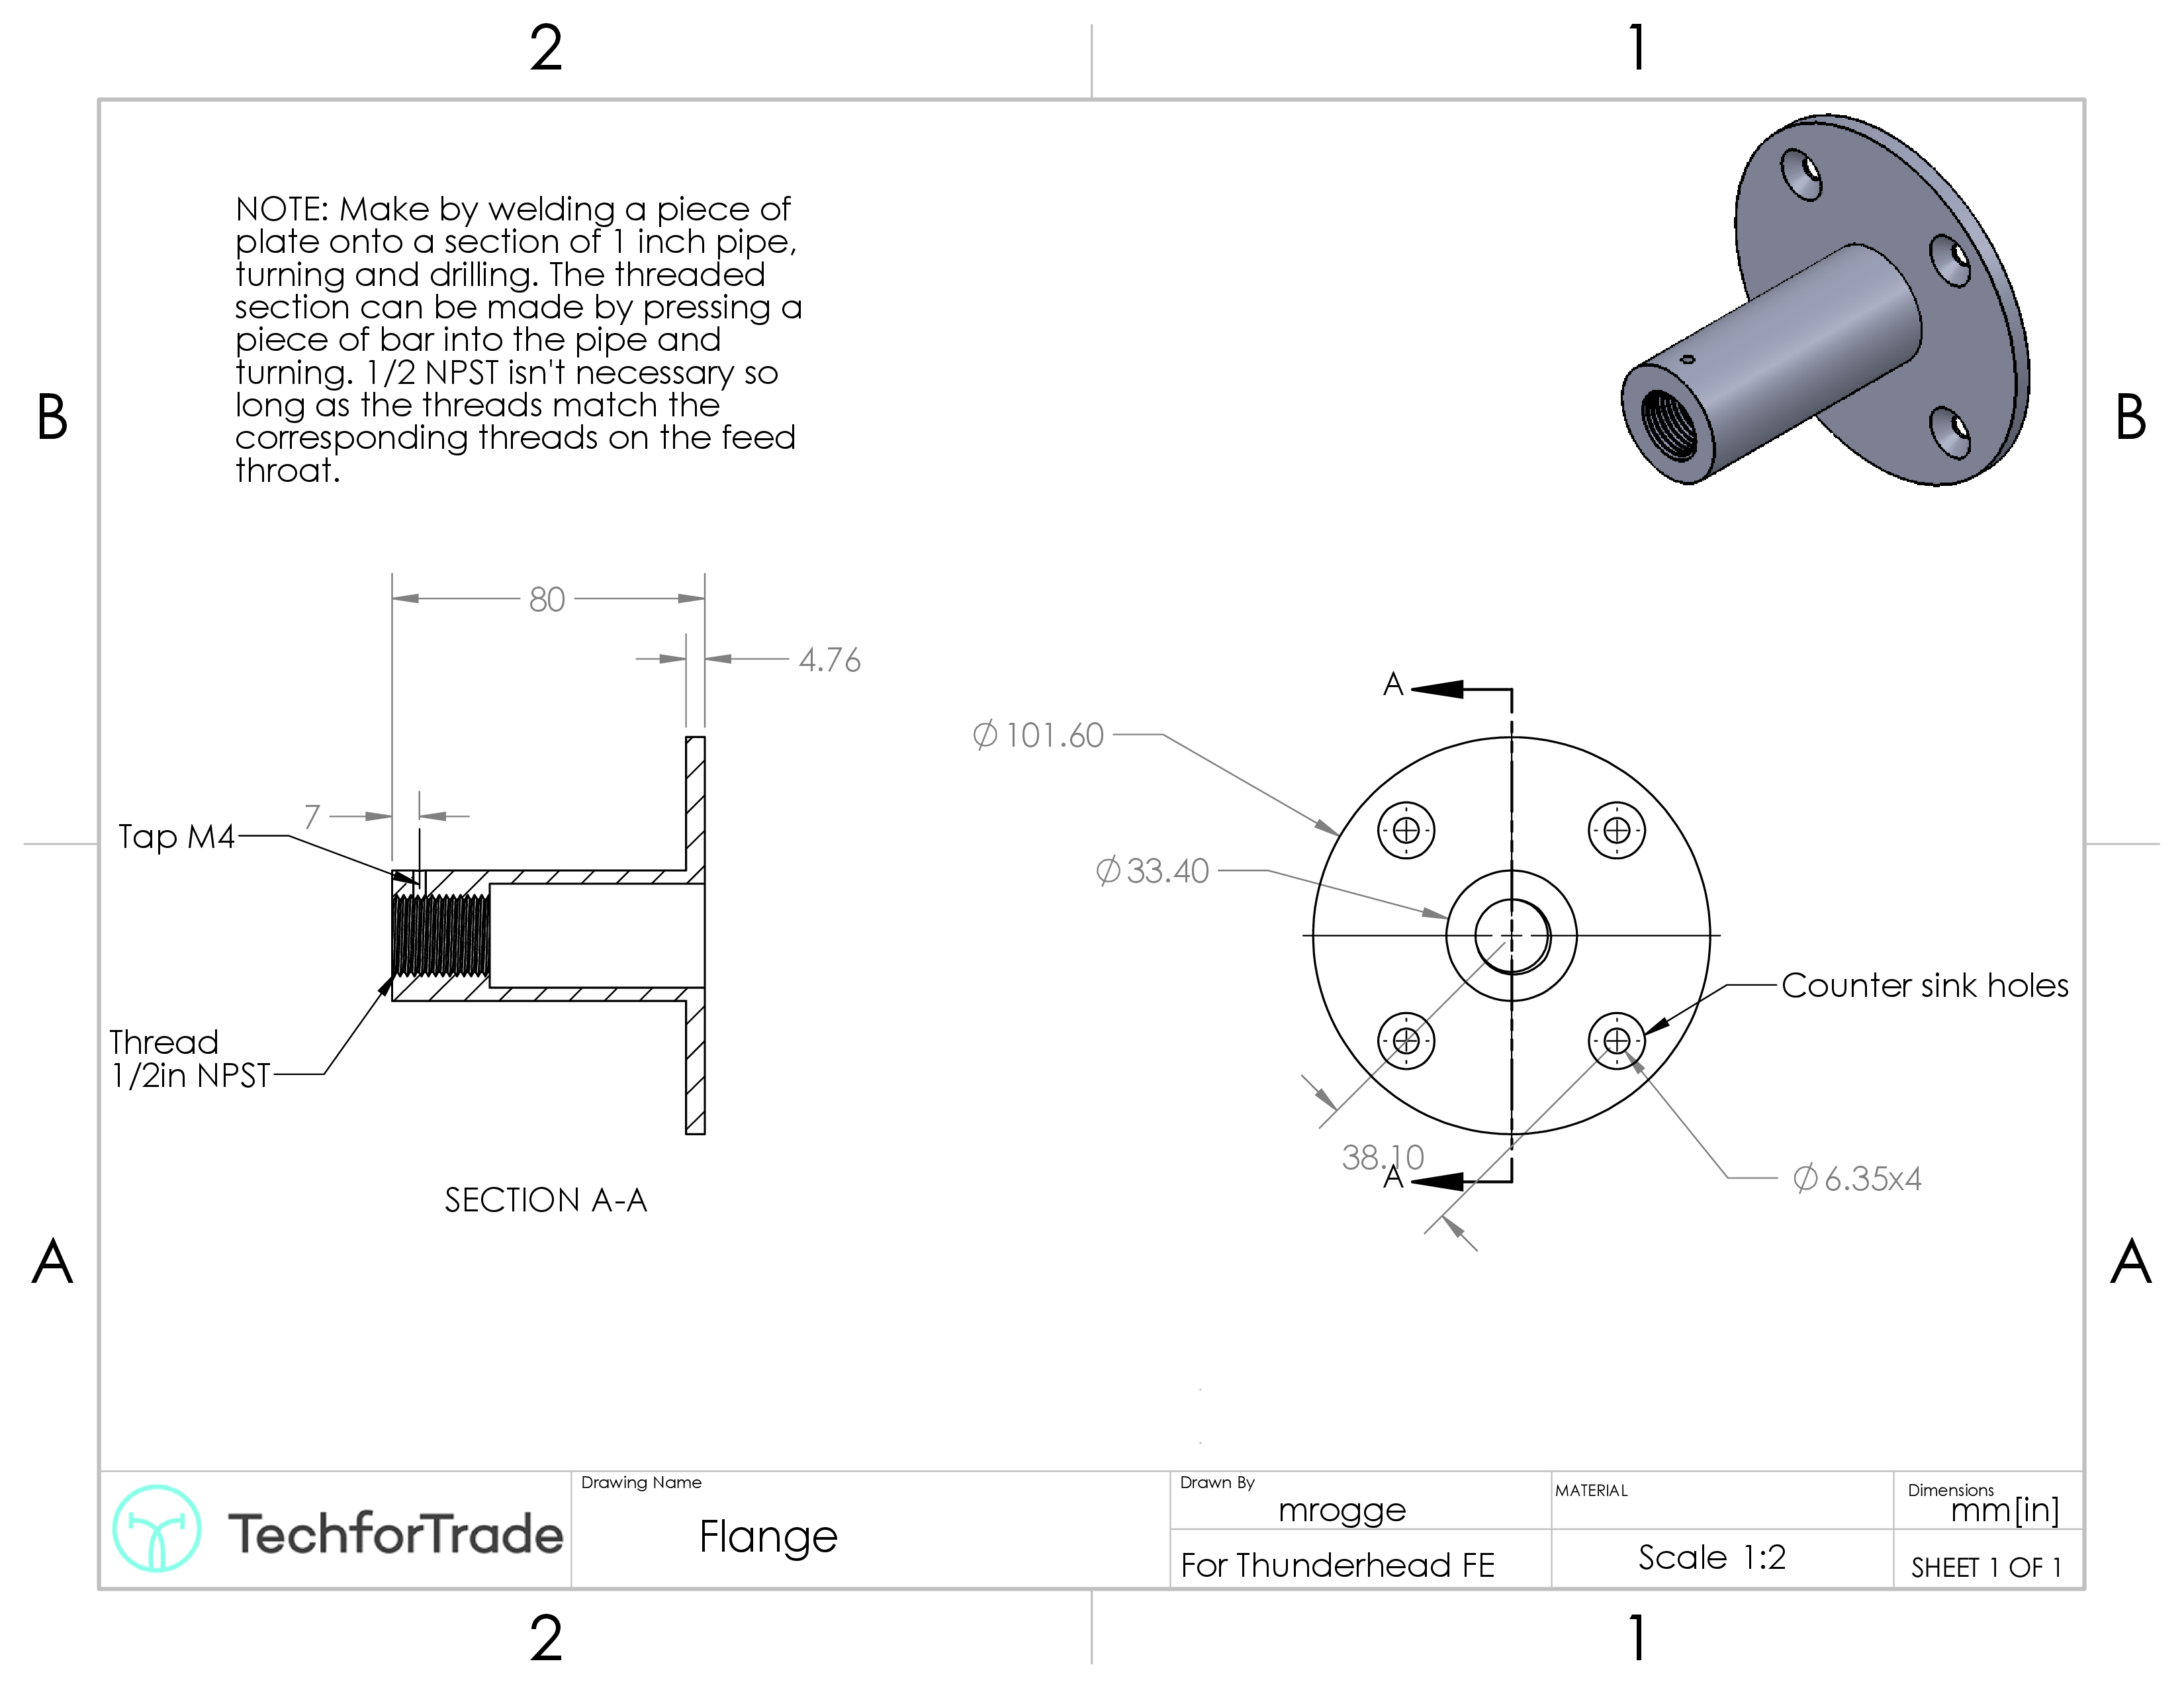 2
1
NOTE: Make by welding a piece of
plate onto a section of 1 inch pipe,
turning and drilling. The threaded
section can be made by pressing a
piece of bar into the pipe and
turning. 1/2 NPST isn't necessary so
long as the threads match the
corresponding threads on the feed
throat.
B
B
80
4.76
7
Tap M4
Thread
1/2in NPST
SECTION A-A
A
∅ 101.60
∅ 33.40
Counter sink holes
38.10
A
∅ 6.35x4
A
A
TechforTrade
Drawing Name
Flange
Drawn By
mrogge
For Thunderhead FE
MATERIAL
Scale 1:2
Dimensions
mm[in]
SHEET 1 OF 1
2
1